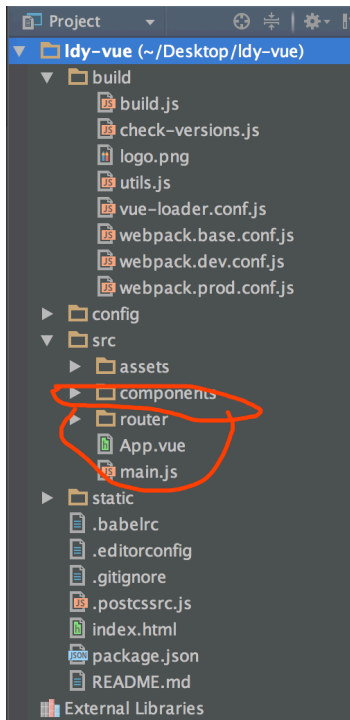 Project
ldy-vue (~/Desktop/ldy-vue)
build
build.js
check-versions.js
logo.png
utils.js
vue-loader.conf.js
webpack.base.conf.js
webpack.dev.conf.js
webpack.prod.conf.js
config
src
assets
components
router
App.vue
main.js
static
.babelrc
.editorconfig
.gitignore
.postcssrc.js
index.html
package.json
README.md
External Libraries